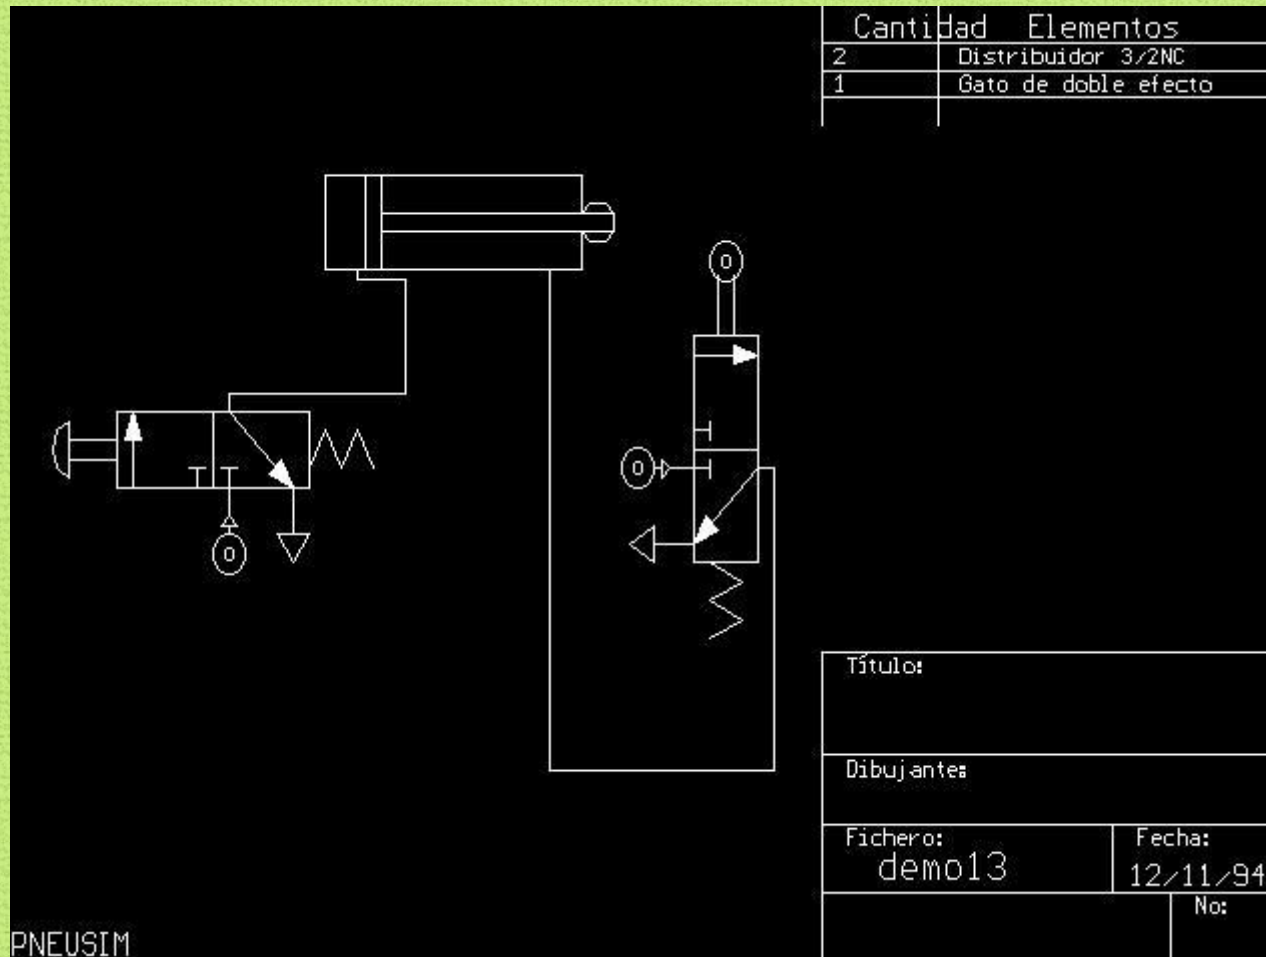 Cantidad Elementos
2 Distribuidor 3/2NC
1 Gato de doble efecto
Título:
Dibujante:
Fichero: Fecha:
demo13 12/11/94
No:
PNEUSIM